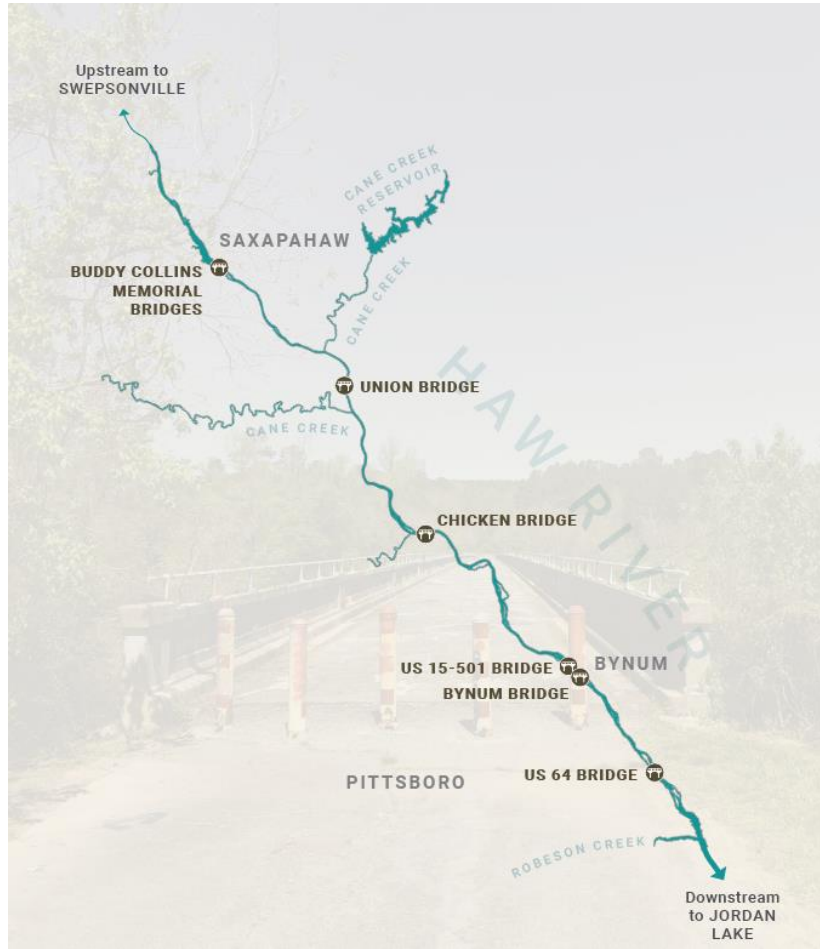 Upstream to
SWEPSONVILLE
CANE CREEK
RESERVOIR
SAXAPAHAW
BUDDY COLLINS
MEMORIAL
BRIDGES
CANE CREEK
HAW RIVER
UNION BRIDGE
CANE CREEK
CHICKEN BRIDGE
US 15-501 BRIDGE
BYNUM
BYNUM BRIDGE
US 64 BRIDGE
PITTSBORO
ROBESON CREEK
Downstream
to JORDAN
LAKE